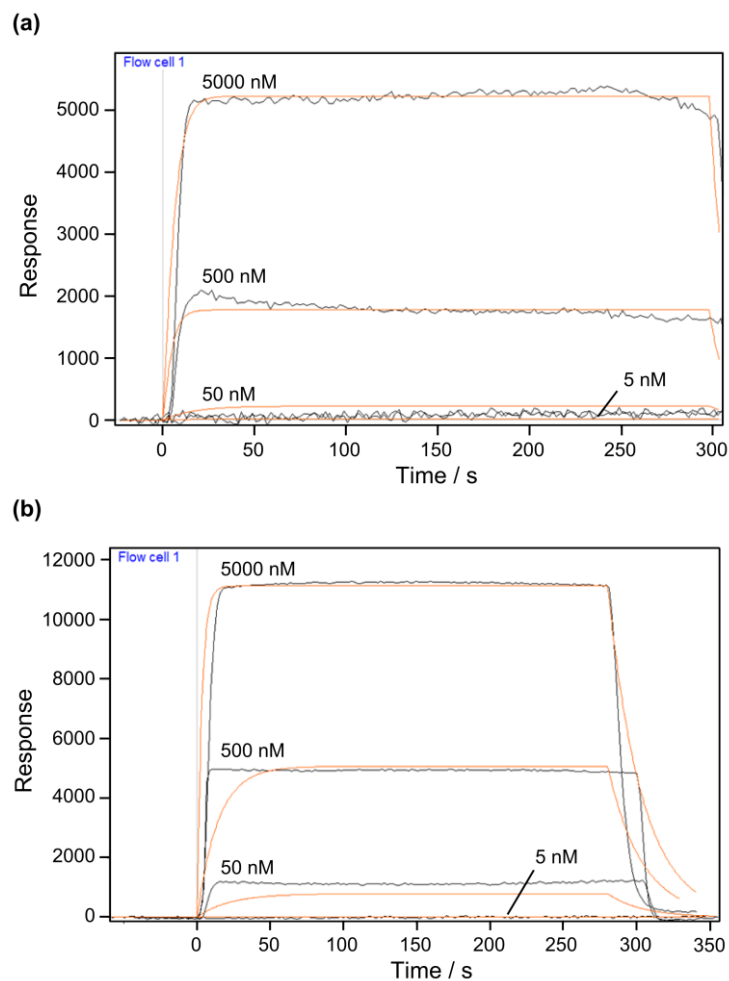 (a)
Flow cell 1
5000 nM
5000
4000
Response
3000
500 nM
2000
1000
50 nM
5 nM
0
0 50 100 150 200 250 300
Time / s
(b)
Flow cell 1
12000
5000 nM
10000
8000
Response
6000
500 nM
4000
2000
50 nM
5 nM
0
0 50 100 150 200 250 300 350
Time / s